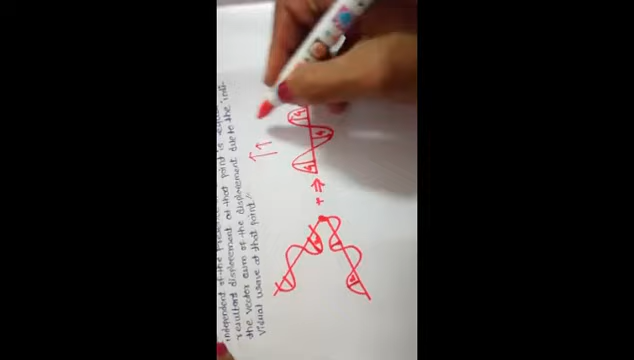 independent of the
resultant displacement at that point is equal
the vector sum of the displacement due to the indi-
vidual wave at that point.